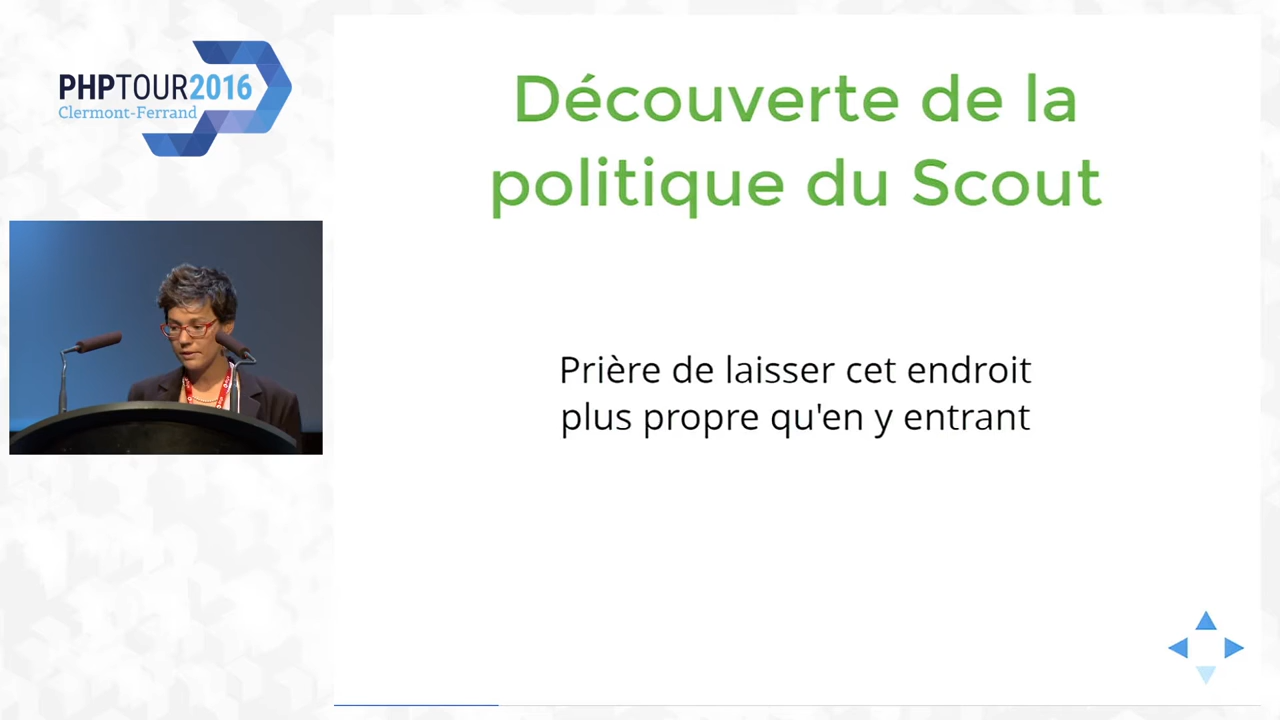 PHPTOUR2016
Clermont-Ferrand
Découverte de la
politique du Scout
Prière de laisser cet endroit
plus propre qu'en y entrant